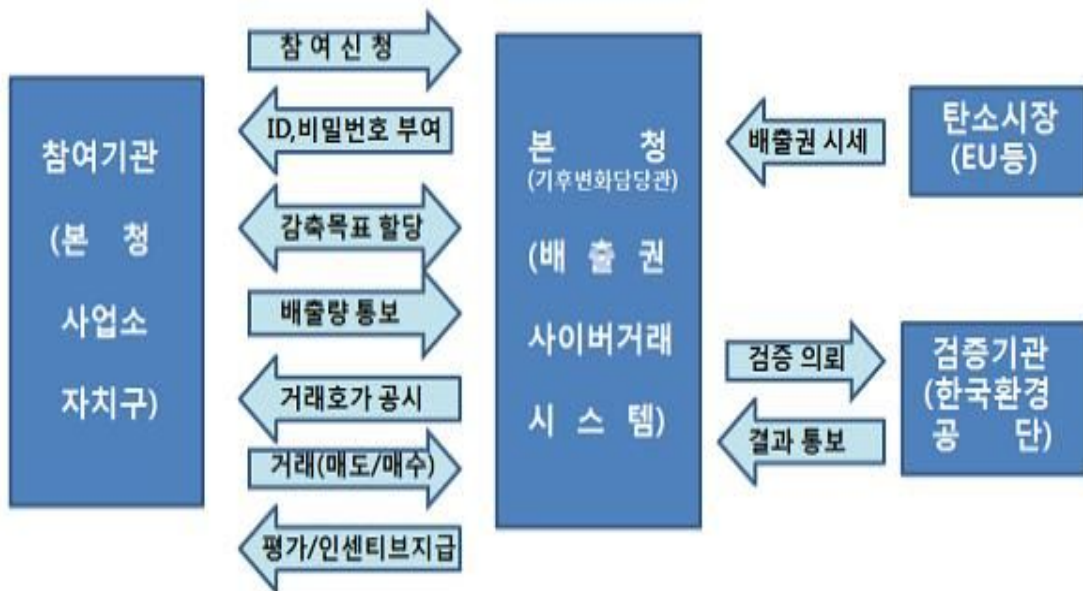 참여기관
(본 청
사업소
자치구)
참 여 신 청
ID,비밀번호 부여
감축목표 할당
배출량 통보
거래호가 공시
거래(매도/매수)
평가/인센티브지급
본 청
(기후변화담당관)
(배 출 권
사이버거래
시 스 템)
배출권 시세
탄소시장
(EU등)
검증 의뢰
결과 통보
검증기관
(한국환경
공 단)